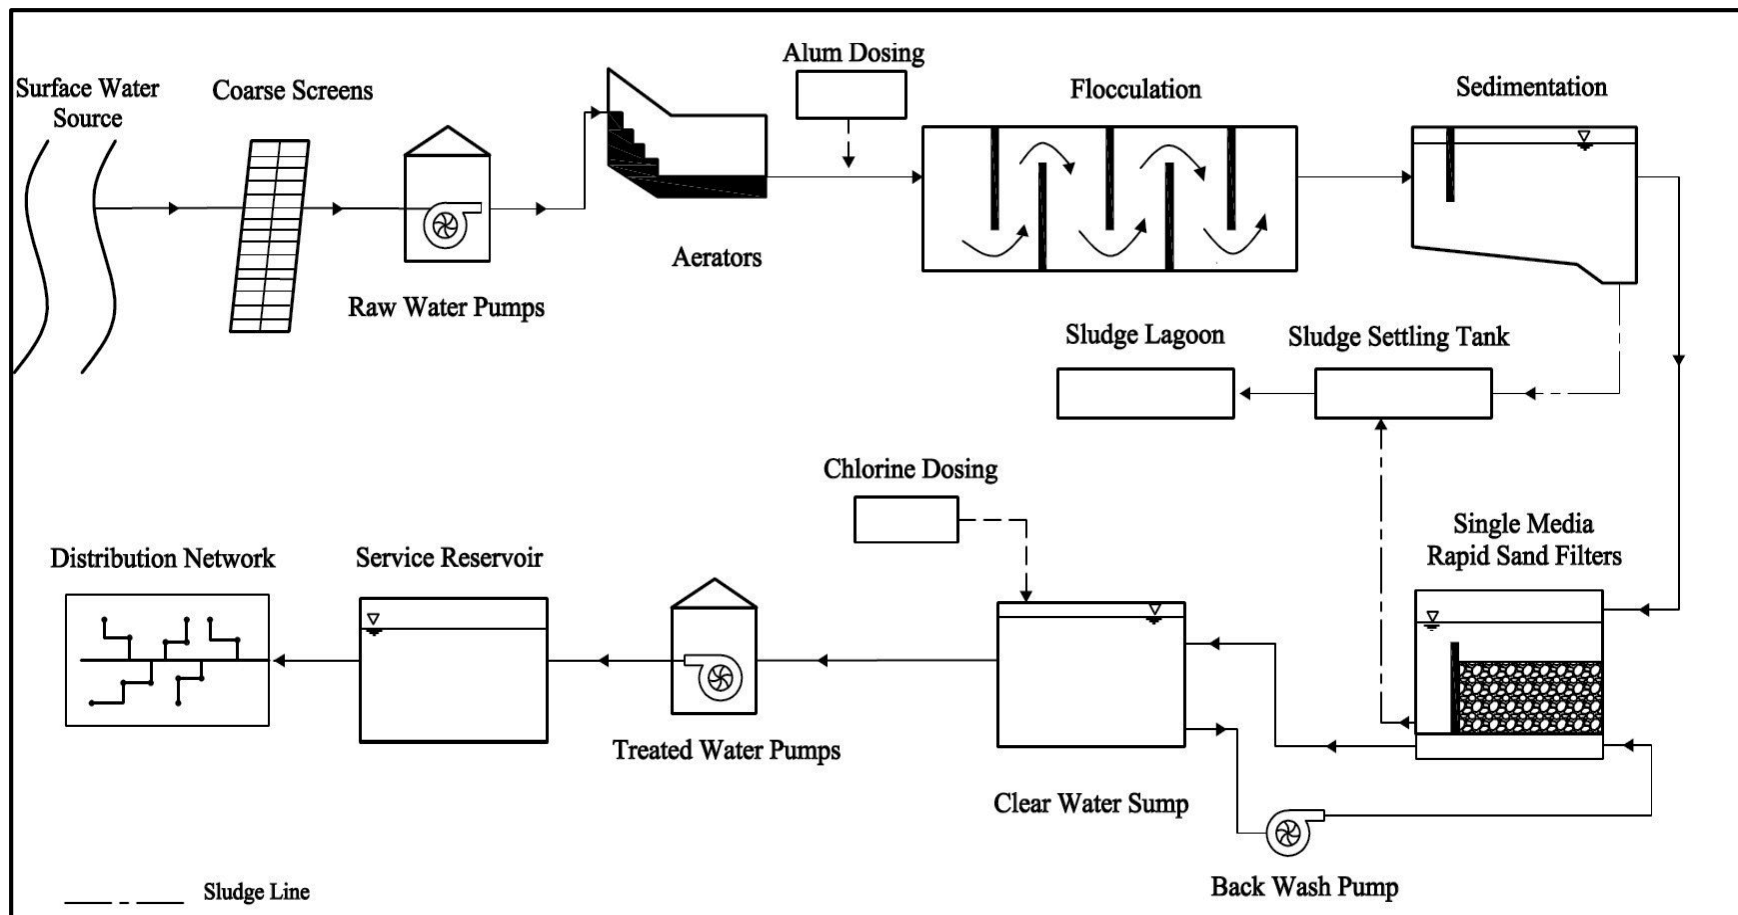 Surface Water
Source
Coarse Screens
Raw Water Pumps
Aerators
Alum Dosing
Flocculation
Sedimentation
Sludge Lagoon
Sludge Settling Tank
Chlorine Dosing
Single Media
Rapid Sand Filters
Distribution Network
Service Reservoir
Treated Water Pumps
Clear Water Sump
Back Wash Pump
Sludge Line